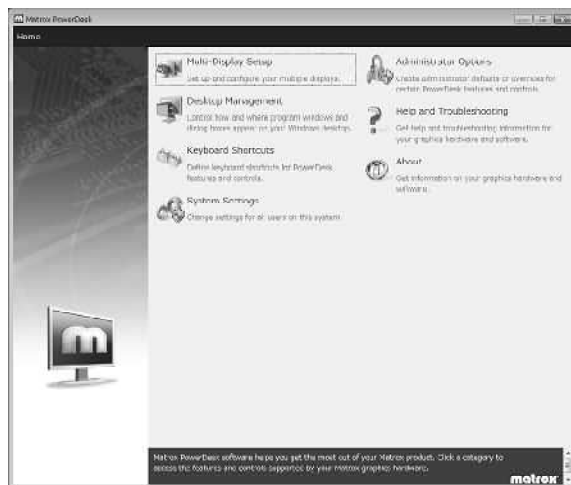 Matrox PowerDesk
Home
Multi-Display Setup
Set up and configure your multiple displays.
Desktop Management
Control how and where program windows and
dialog boxes appear on your Windows desktop.
Keyboard Shortcuts
Define keyboard shortcuts for PowerDesk
features and controls.
System Settings
Change settings for all users on this system.
Administrator Options
Create administrator defaults or overrides for
certain PowerDesk features and controls.
Help and Troubleshooting
Get help and troubleshooting information for
your graphics hardware and software.
About
Get information on your graphics hardware and
software.
m
Matrox PowerDesk software helps you get the most out of your Matrox product. Click a category to
access the features and controls supported by your Matrox graphics hardware.
matrox